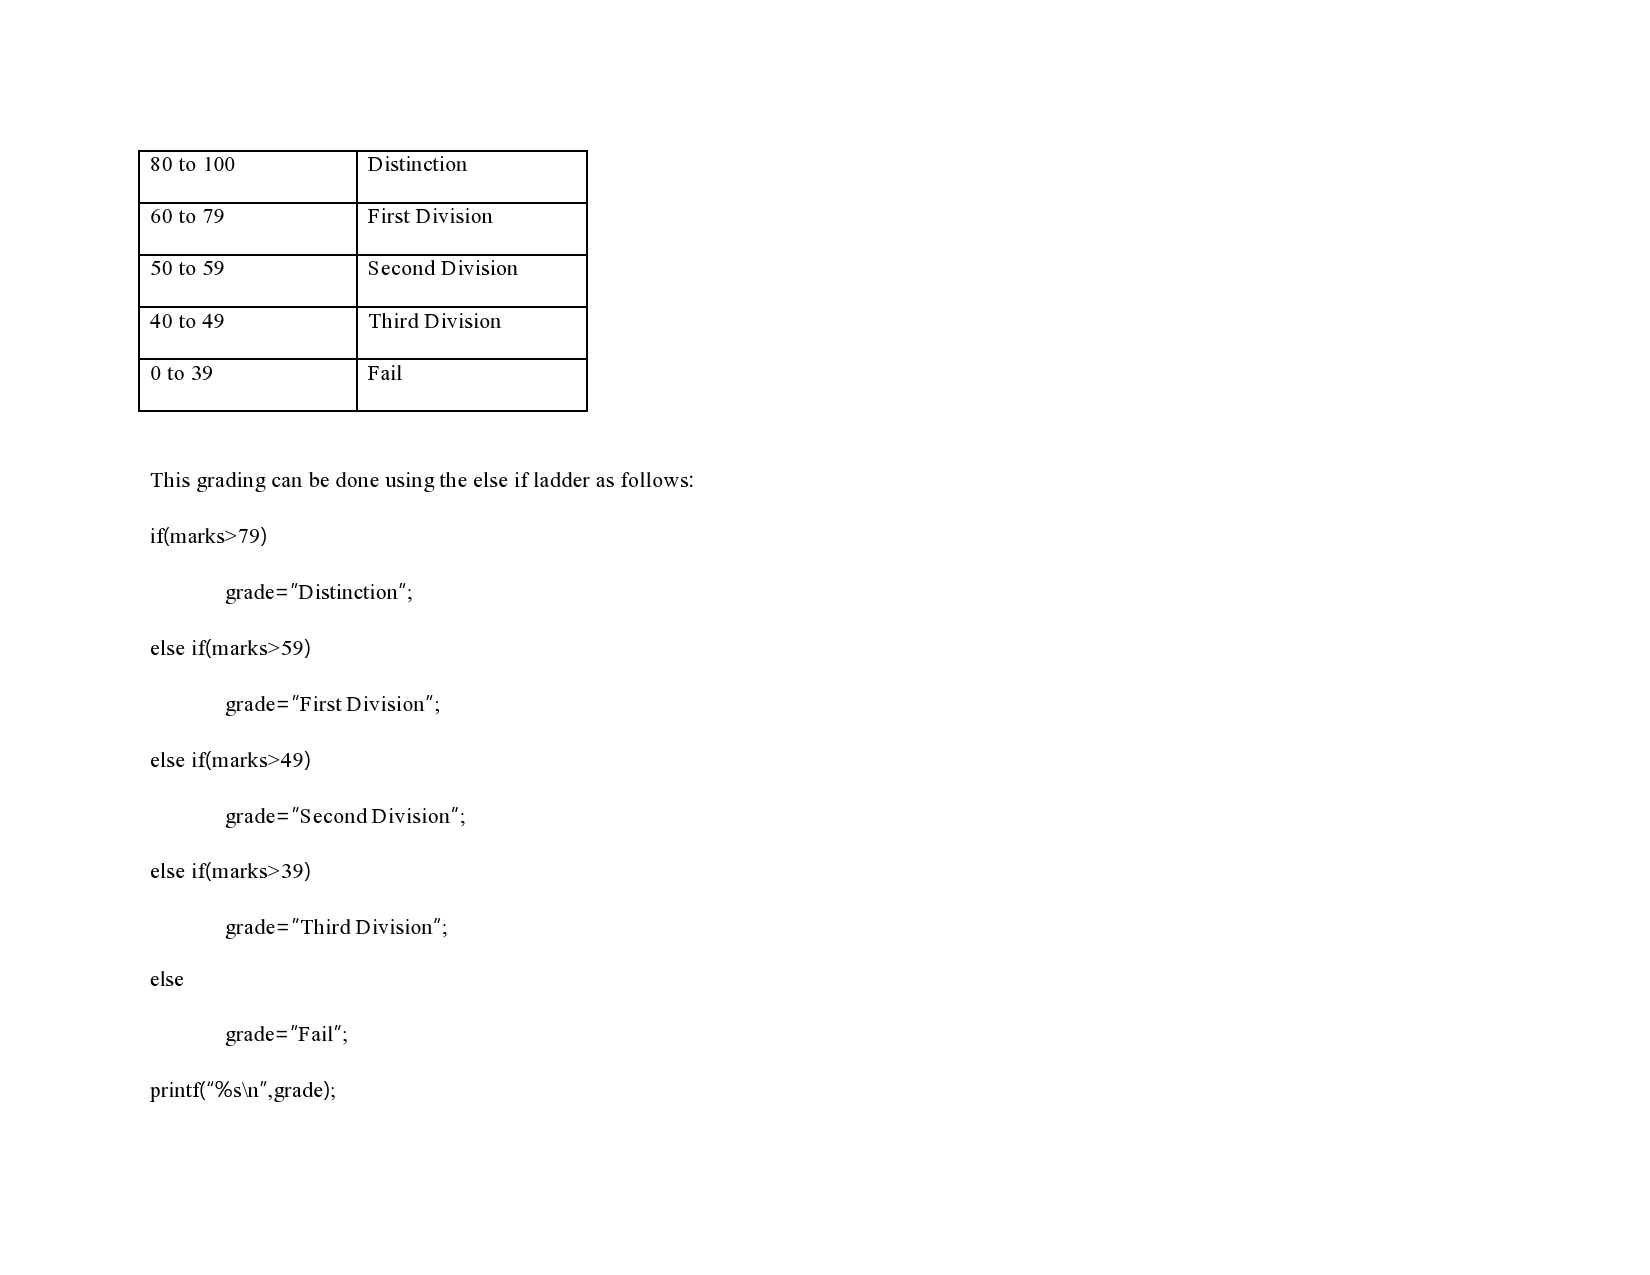 80 to 100 Distinction
60 to 79 First Division
50 to 59 Second Division
40 to 49 Third Division
0 to 39 Fail
This grading can be done using the else if ladder as follows:
if(marks>79)
grade="Distinction";
else if(marks>59)
grade="First Division";
else if(marks>49)
grade="Second Division";
else if(marks>39)
grade="Third Division";
else
grade="Fail";
printf("%s\n",grade);